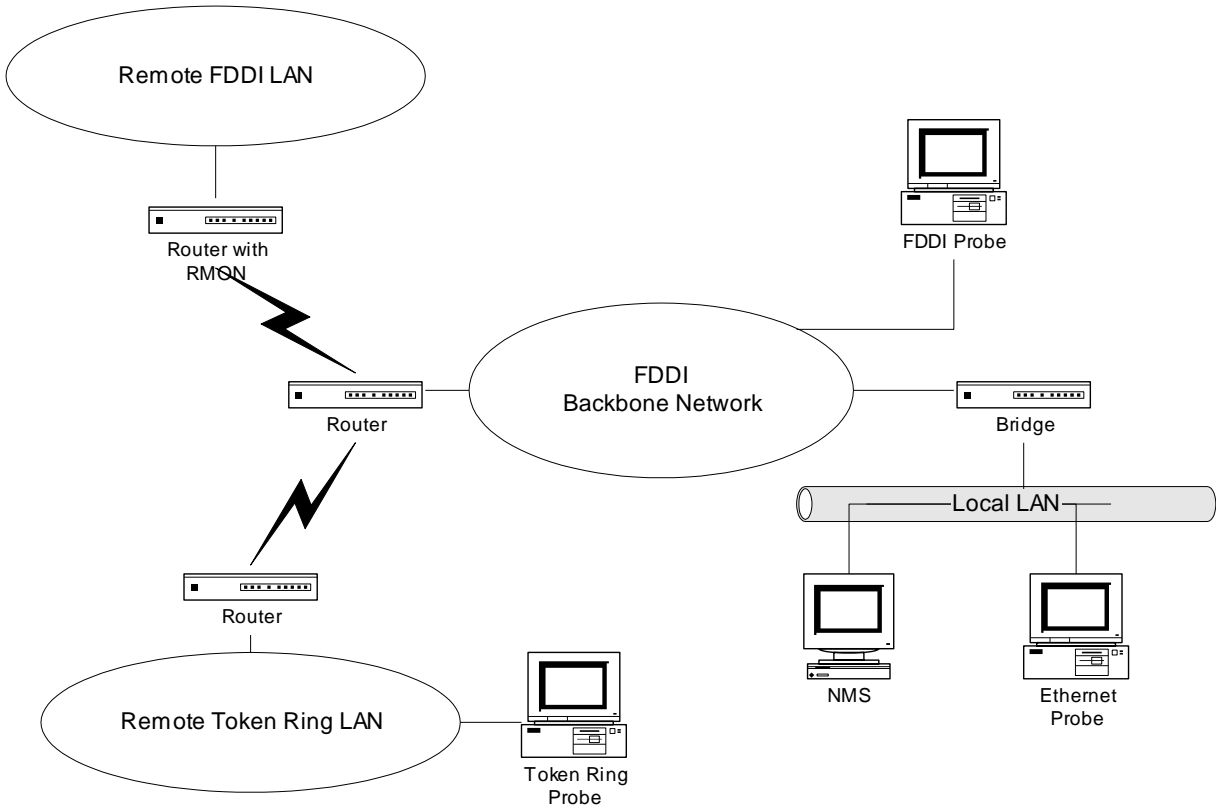 Remote FDDI LAN
Router with
RMON
FDDI Probe
FDDI
Backbone Network
Router
Bridge
Local LAN
Router
NMS
Ethernet
Probe
Remote Token Ring LAN
Token Ring
Probe